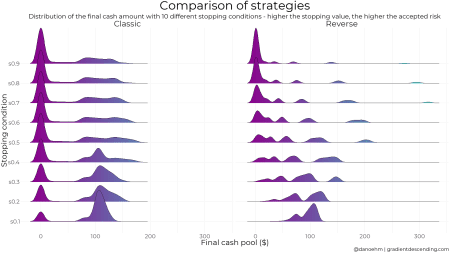 Comparison of strategies
Distribution of the final cash amount with 10 different stopping conditions - higher the stopping value, the higher the accepted risk
Classic Reverse
Stopping condition
s0.9
s0.8
s0.7
s0.6
s0.5
s0.4
s0.3
s0.2
s0.1
0 100 200 300 0 100 200 300
Final cash pool ($)
@danoehm | gradientdescending.com